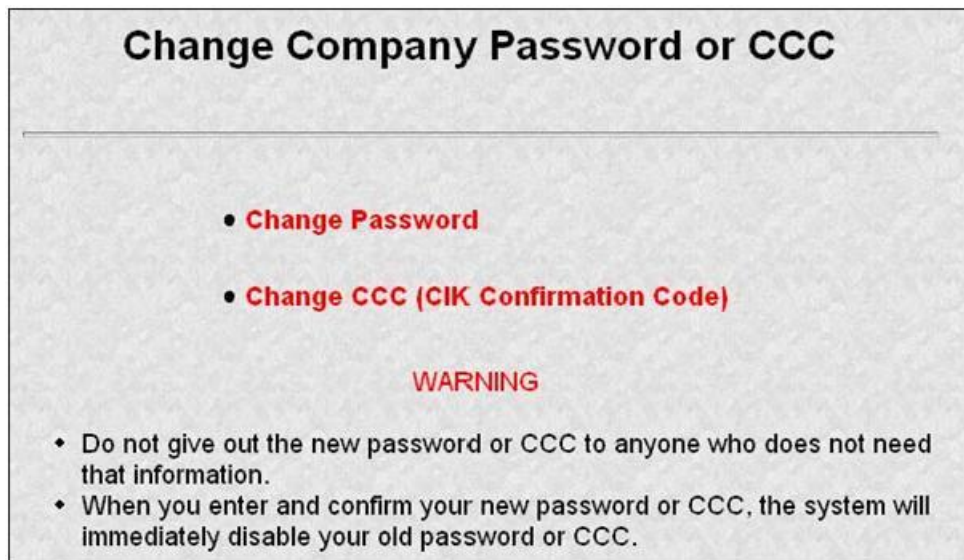 Change Company Password or CCC
• Change Password
• Change CCC (CIK Confirmation Code)
WARNING
◆ Do not give out the new password or CCC to anyone who does not need
that information.
◆ When you enter and confirm your new password or CCC, the system will
immediately disable your old password or CCC.